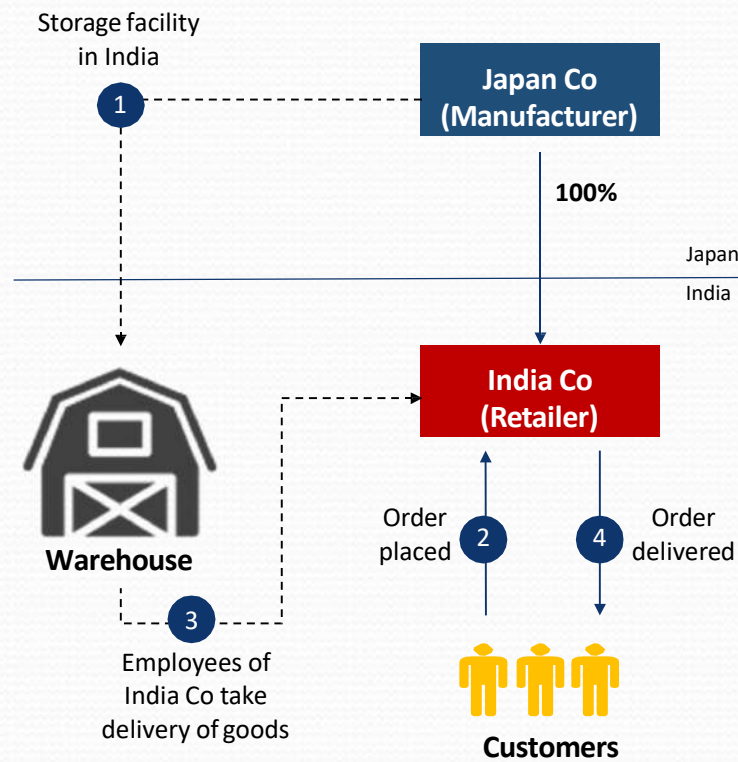 Storage facility
in India
1
Japan Co
(Manufacturer)
100%
Japan
India
India Co
(Retailer)
Warehouse
Order
placed
2
4
Order
delivered
3
Employees of
India Co take
delivery of goods
Customers